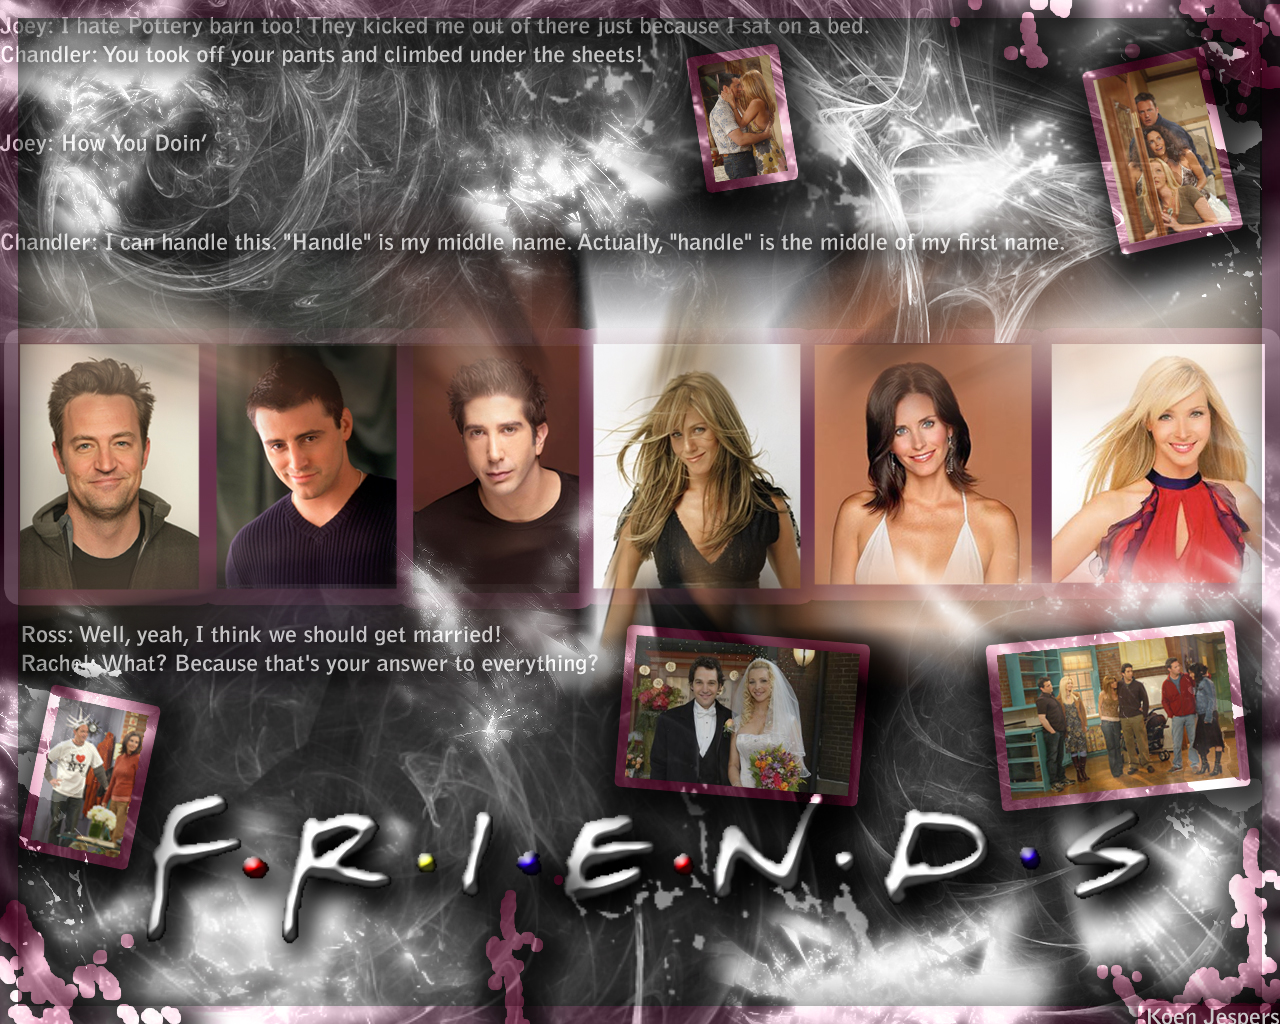 Joey: I hate Pottery barn too! They kicked me out of there just because I sat on a bed.
Chandler: You took off your pants and climbed under the sheets!
Joey: How You Doin'
Chandler: I can handle this. "Handle" is my middle name. Actually, "handle" is the middle of my first name.
Ross: Well, yeah, I think we should get married!
Rachel: What? Because that's your answer to everything?
I ♥ NY
F•R•I•E•N•D•S
Koen Jespers